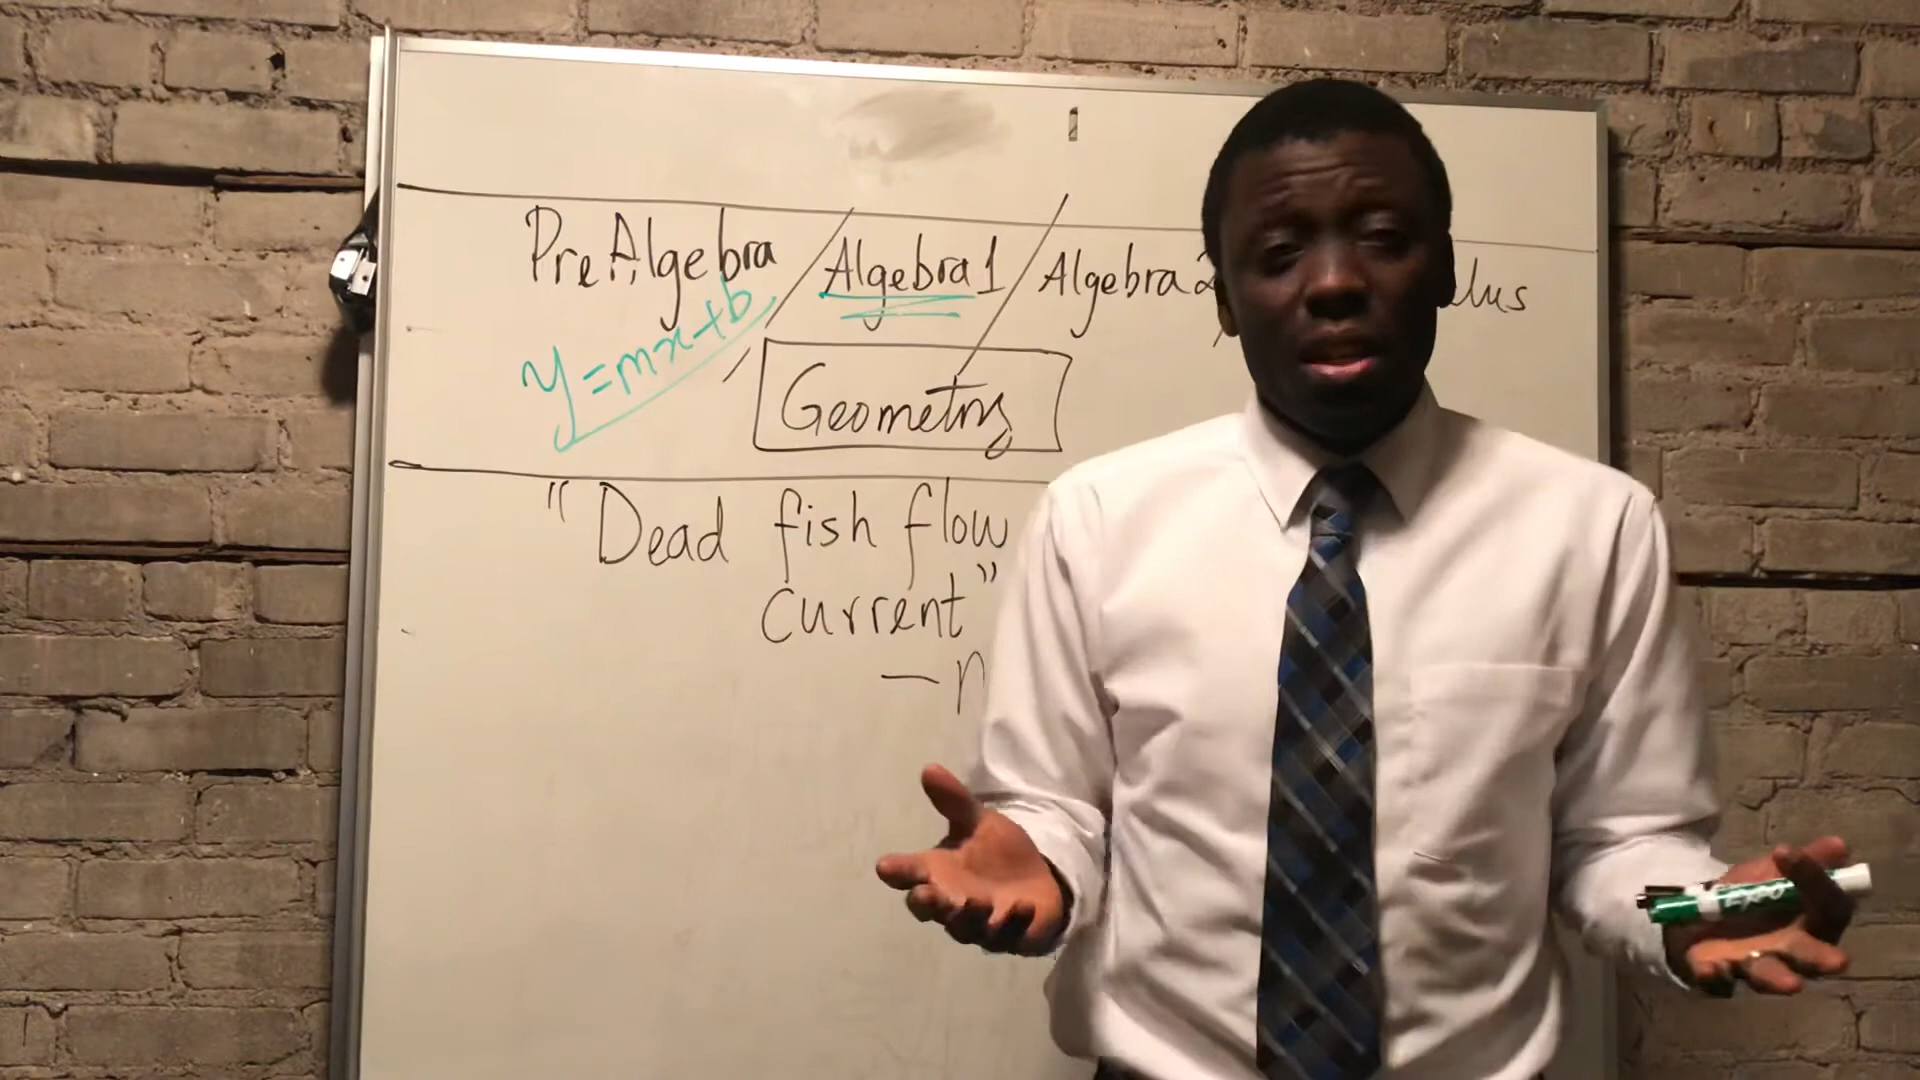 PreAlgebra / Algebra 1 / Algebra 2
y=mx+b
Geometry
"Dead fish flow
current"
EXPO